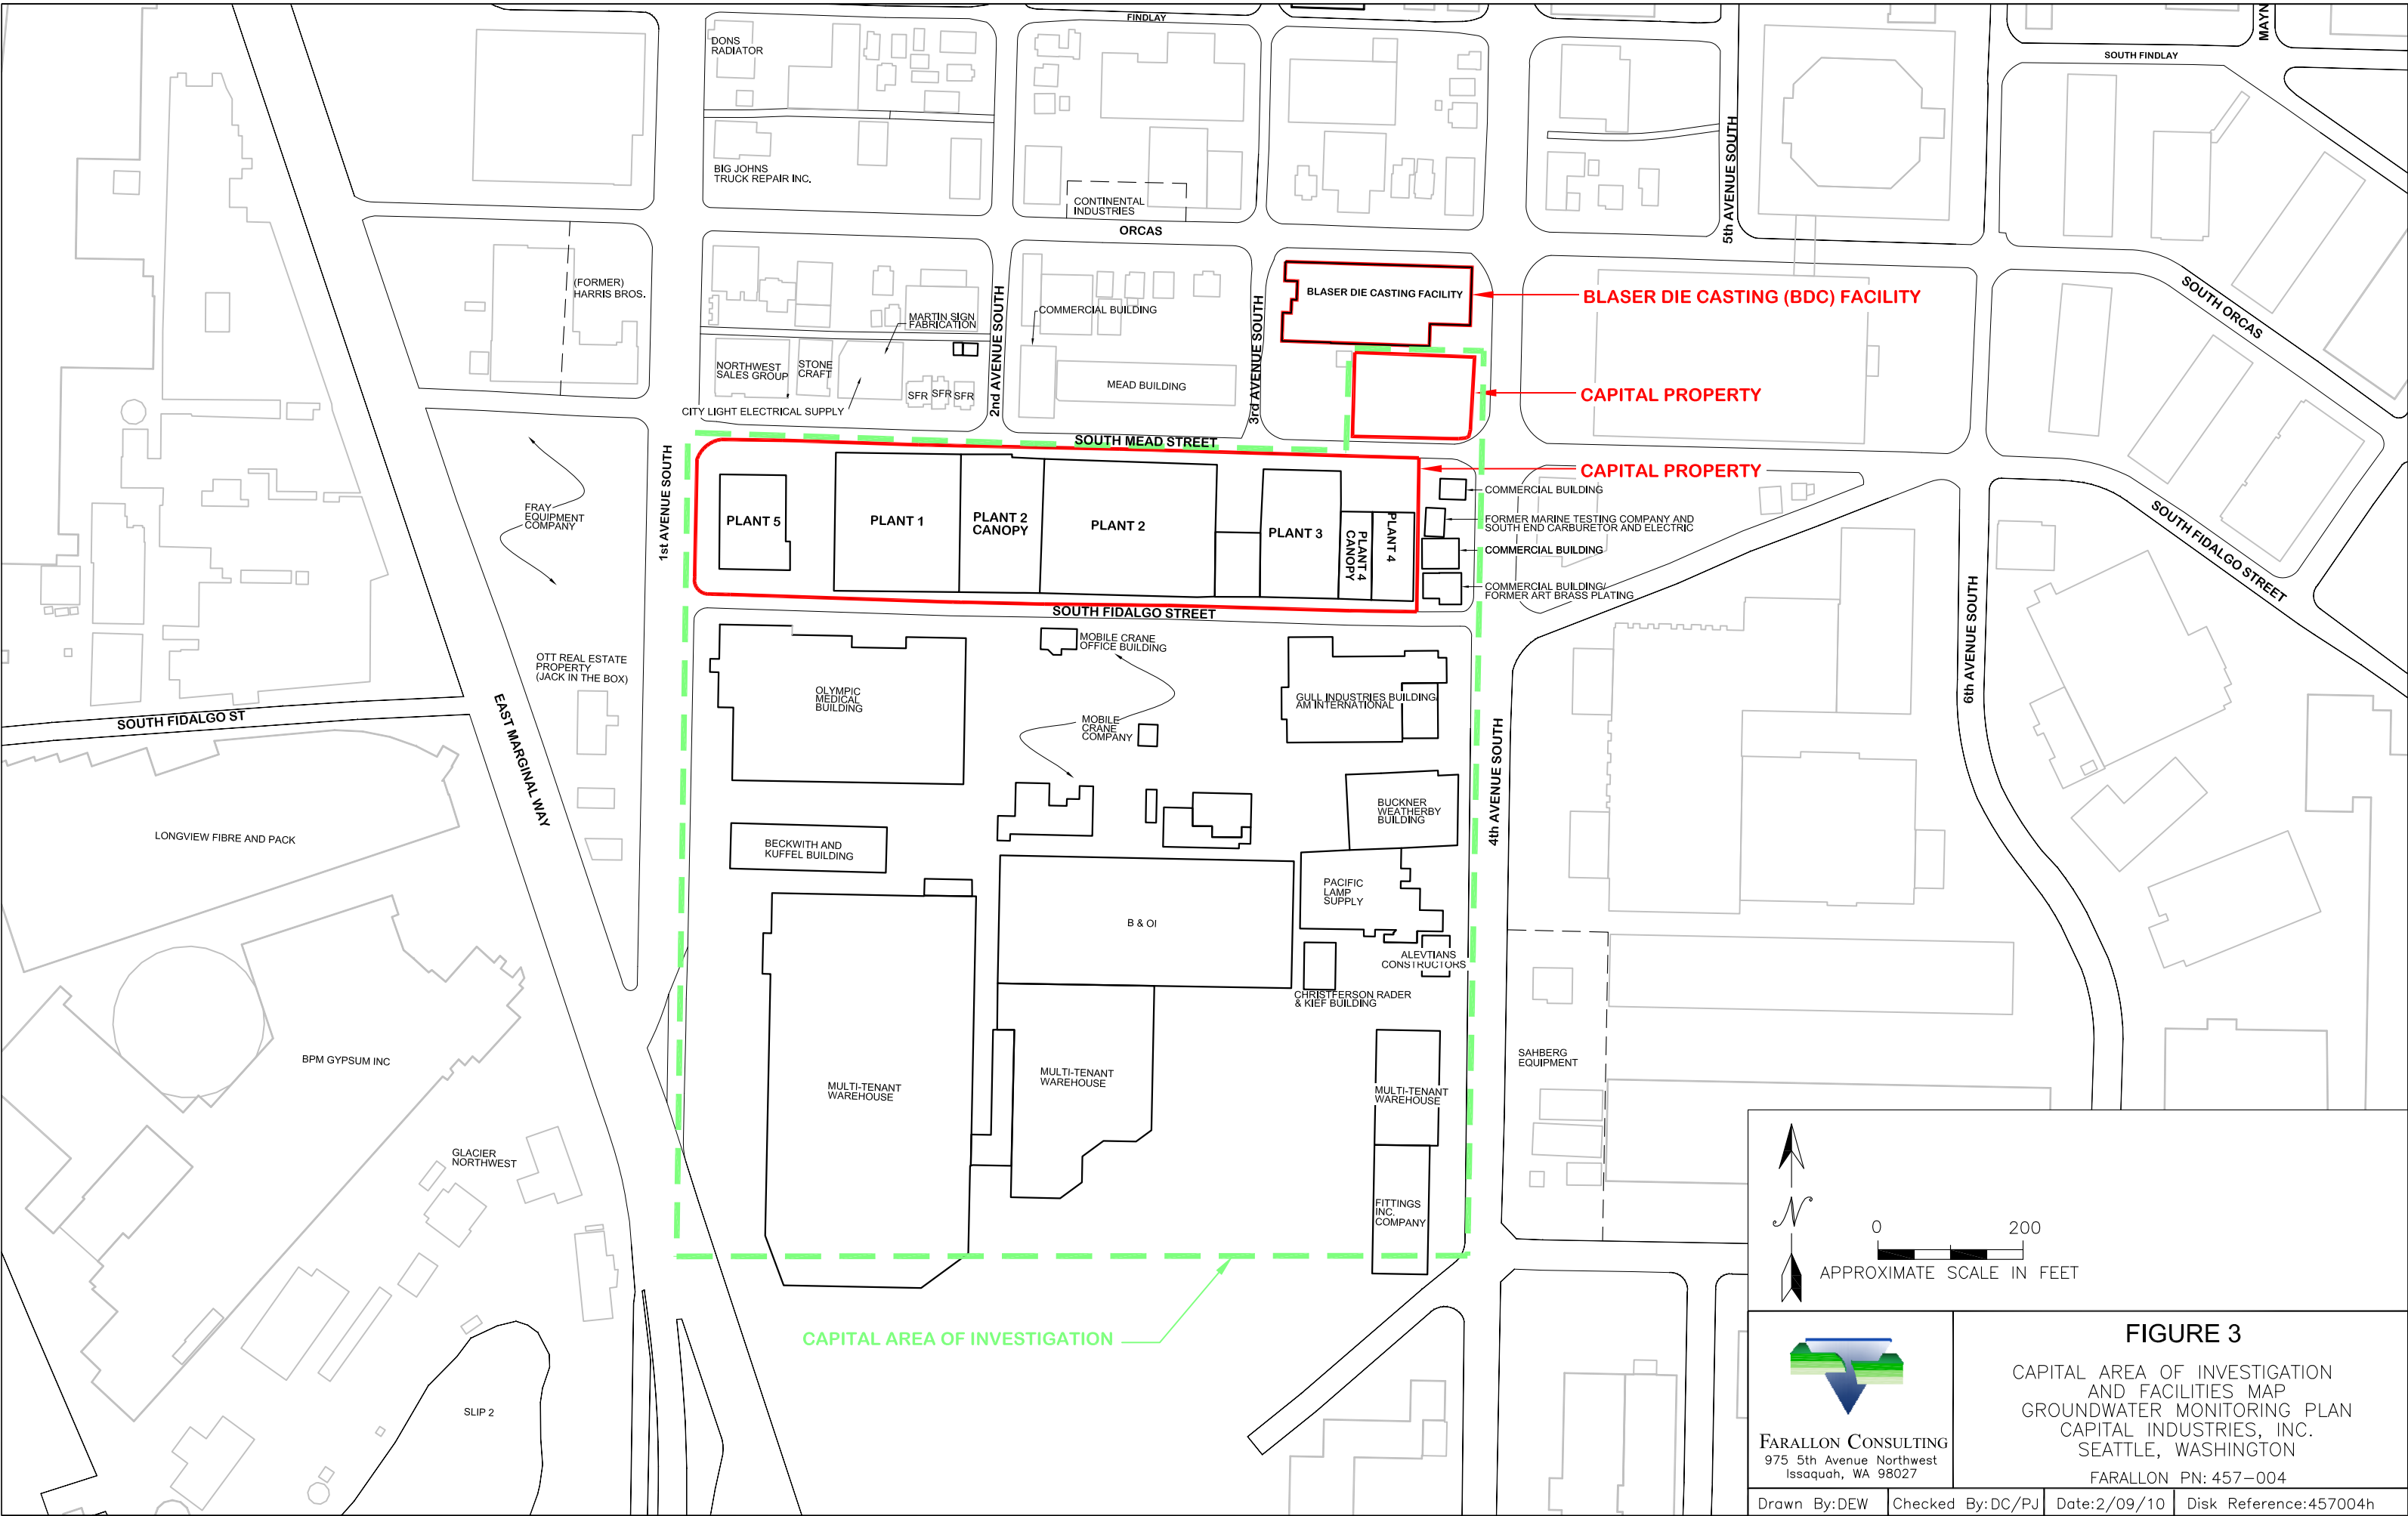 FINDLAY
MAYN
SOUTH FINDLAY
DONS
RADIATOR
BIG JOHNS
TRUCK REPAIR INC.
CONTINENTAL
INDUSTRIES
ORCAS
5th AVENUE SOUTH
(FORMER)
HARRIS BROS.
MARTIN SIGN
FABRICATION
2nd AVENUE SOUTH
COMMERCIAL BUILDING
3rd AVENUE SOUTH
BLASER DIE CASTING FACILITY
BLASER DIE CASTING (BDC) FACILITY
SOUTH ORCAS
NORTHWEST
SALES GROUP
STONE
CRAFT
SFR
SFR
SFR
MEAD BUILDING
CITY LIGHT ELECTRICAL SUPPLY
CAPITAL PROPERTY
SOUTH MEAD STREET
CAPITAL PROPERTY
1st AVENUE SOUTH
FRAY
EQUIPMENT
COMPANY
PLANT 5
PLANT 1
PLANT 2
CANOPY
PLANT 2
PLANT 3
PLANT 4
CANOPY
PLANT 4
COMMERCIAL BUILDING
FORMER MARINE TESTING COMPANY AND
SOUTH END CARBURETOR AND ELECTRIC
COMMERCIAL BUILDING
COMMERCIAL BUILDING/
FORMER ART BRASS PLATING
SOUTH FIDALGO STREET
SOUTH FIDALGO STREET
6th AVENUE SOUTH
OTT REAL ESTATE
PROPERTY
(JACK IN THE BOX)
MOBILE CRANE
OFFICE BUILDING
OLYMPIC
MEDICAL
BUILDING
GULL INDUSTRIES BUILDING/
AM INTERNATIONAL
MOBILE
CRANE
COMPANY
SOUTH FIDALGO ST
EAST MARGINAL WAY
4th AVENUE SOUTH
BUCKNER
WEATHERBY
BUILDING
LONGVIEW FIBRE AND PACK
BECKWITH AND
KUFFEL BUILDING
PACIFIC
LAMP
SUPPLY
B & OI
ALEVTIANS
CONSTRUCTORS
CHRISTFERSON RADER
& KIEF BUILDING
BPM GYPSUM INC
SAHBERG
EQUIPMENT
MULTI-TENANT
WAREHOUSE
MULTI-TENANT
WAREHOUSE
MULTI-TENANT
WAREHOUSE
GLACIER
NORTHWEST
FITTINGS
INC.
COMPANY
N
0 200
APPROXIMATE SCALE IN FEET
CAPITAL AREA OF INVESTIGATION
SLIP 2
FARALLON CONSULTING
975 5th Avenue Northwest
Issaquah, WA 98027
FIGURE 3
CAPITAL AREA OF INVESTIGATION
AND FACILITIES MAP
GROUNDWATER MONITORING PLAN
CAPITAL INDUSTRIES, INC.
SEATTLE, WASHINGTON
FARALLON PN: 457-004
Drawn By:DEW
Checked By:DC/PJ
Date:2/09/10
Disk Reference:457004h